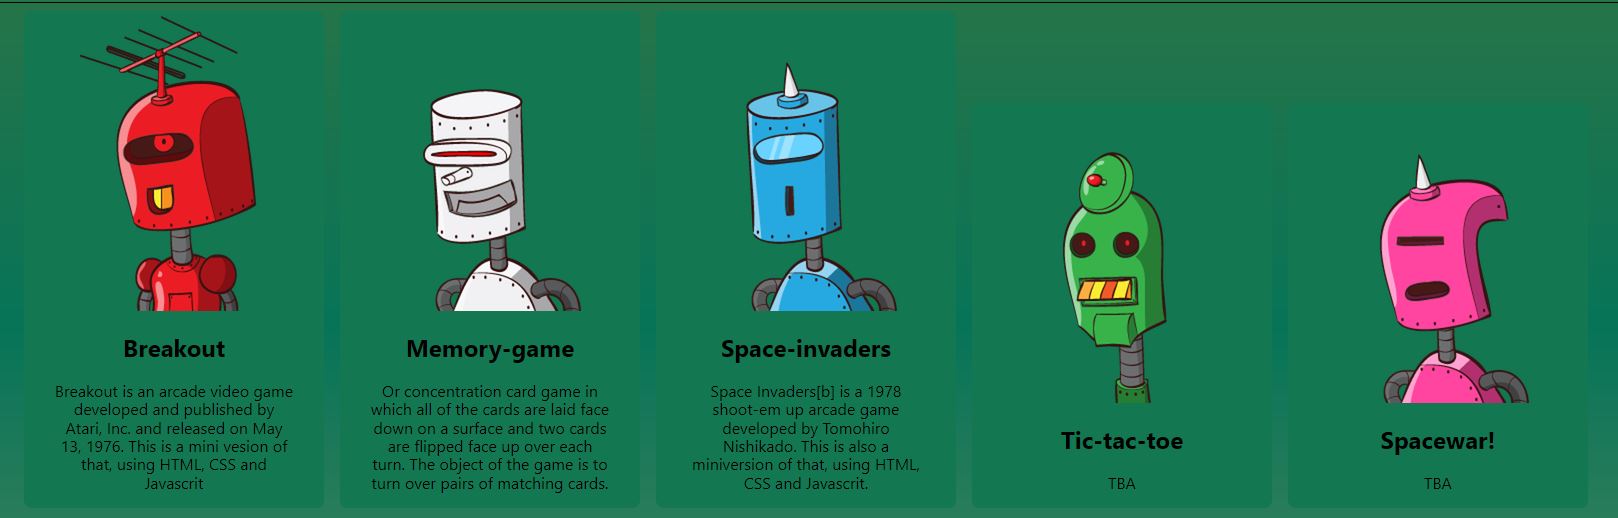 Breakout
Breakout is an arcade video game
developed and published by
Atari, Inc. and released on May
13, 1976. This is a mini vesion of
that, using HTML, CSS and
Javascrit
Memory-game
Or concentration card game in
which all of the cards are laid face
down on a surface and two cards
are flipped face up over each
turn. The object of the game is to
turn over pairs of matching cards.
Space-invaders
Space Invaders[b] is a 1978
shoot-em up arcade game
developed by Tomohiro
Nishikado. This is also a
miniversion of that, using HTML,
CSS and Javascrit.
Tic-tac-toe
TBA
Spacewar!
TBA